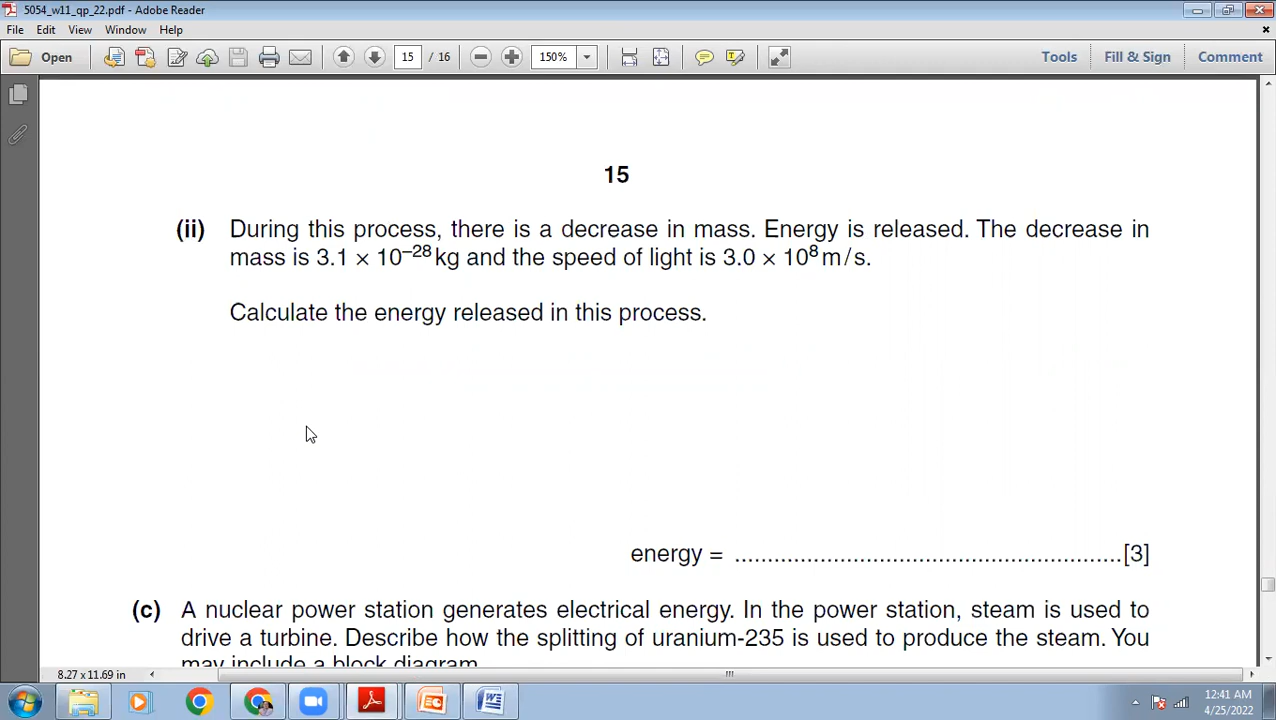 5054_w11_qp_22.pdf - Adobe Reader
File Edit View Window Help
Open 15 / 16 150% Tools Fill & Sign Comment
15
(ii) During this process, there is a decrease in mass. Energy is released. The decrease in
mass is 3.1 × 10⁻²⁸ kg and the speed of light is 3.0 × 10⁸ m/s.
Calculate the energy released in this process.
energy = ..........................................................[3]
(c) A nuclear power station generates electrical energy. In the power station, steam is used to
drive a turbine. Describe how the splitting of uranium-235 is used to produce the steam. You
may include a block diagram.
8.27 x 11.69 in
12:41 AM
4/25/2022